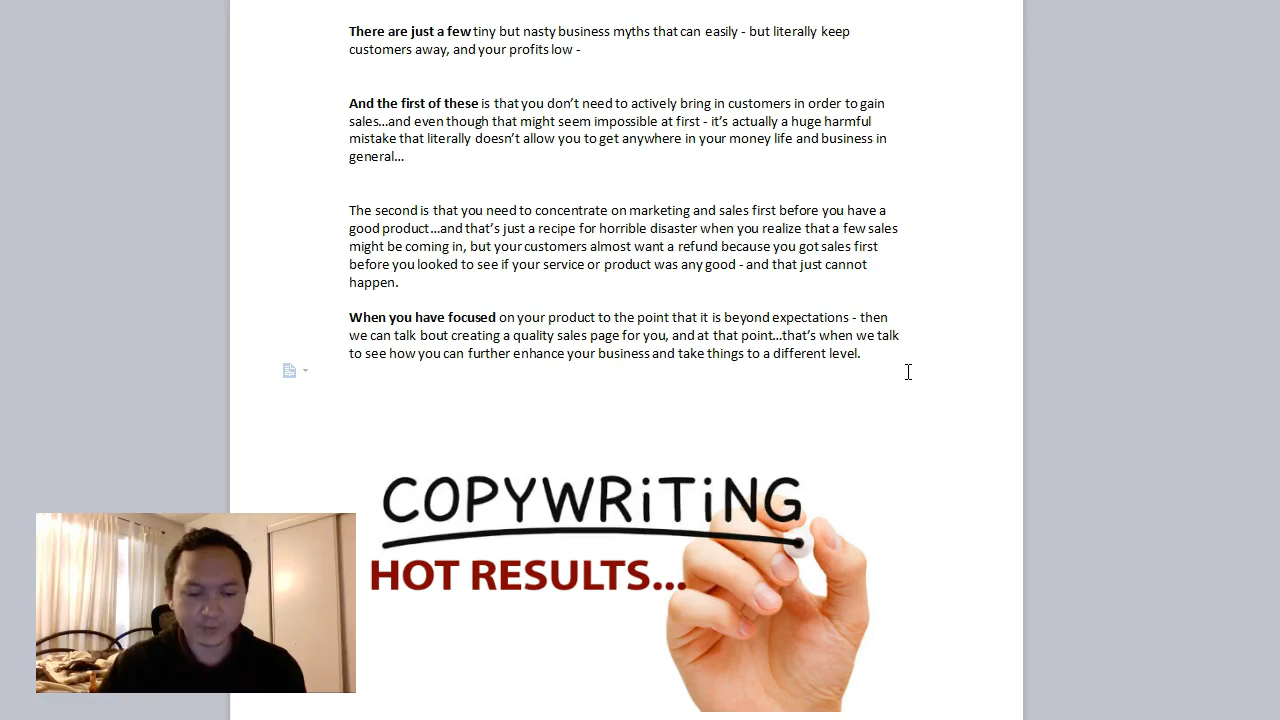 There are just a few tiny but nasty business myths that can easily - but literally keep
customers away, and your profits low -
And the first of these is that you don't need to actively bring in customers in order to gain
sales...and even though that might seem impossible at first - it's actually a huge harmful
mistake that literally doesn't allow you to get anywhere in your money life and business in
general...
The second is that you need to concentrate on marketing and sales first before you have a
good product...and that's just a recipe for horrible disaster when you realize that a few sales
might be coming in, but your customers almost want a refund because you got sales first
before you looked to see if your service or product was any good - and that just cannot
happen.
When you have focused on your product to the point that it is beyond expectations - then
we can talk bout creating a quality sales page for you, and at that point...that's when we talk
to see how you can further enhance your business and take things to a different level.
COPYWRiTiNG
HOT RESULTS...